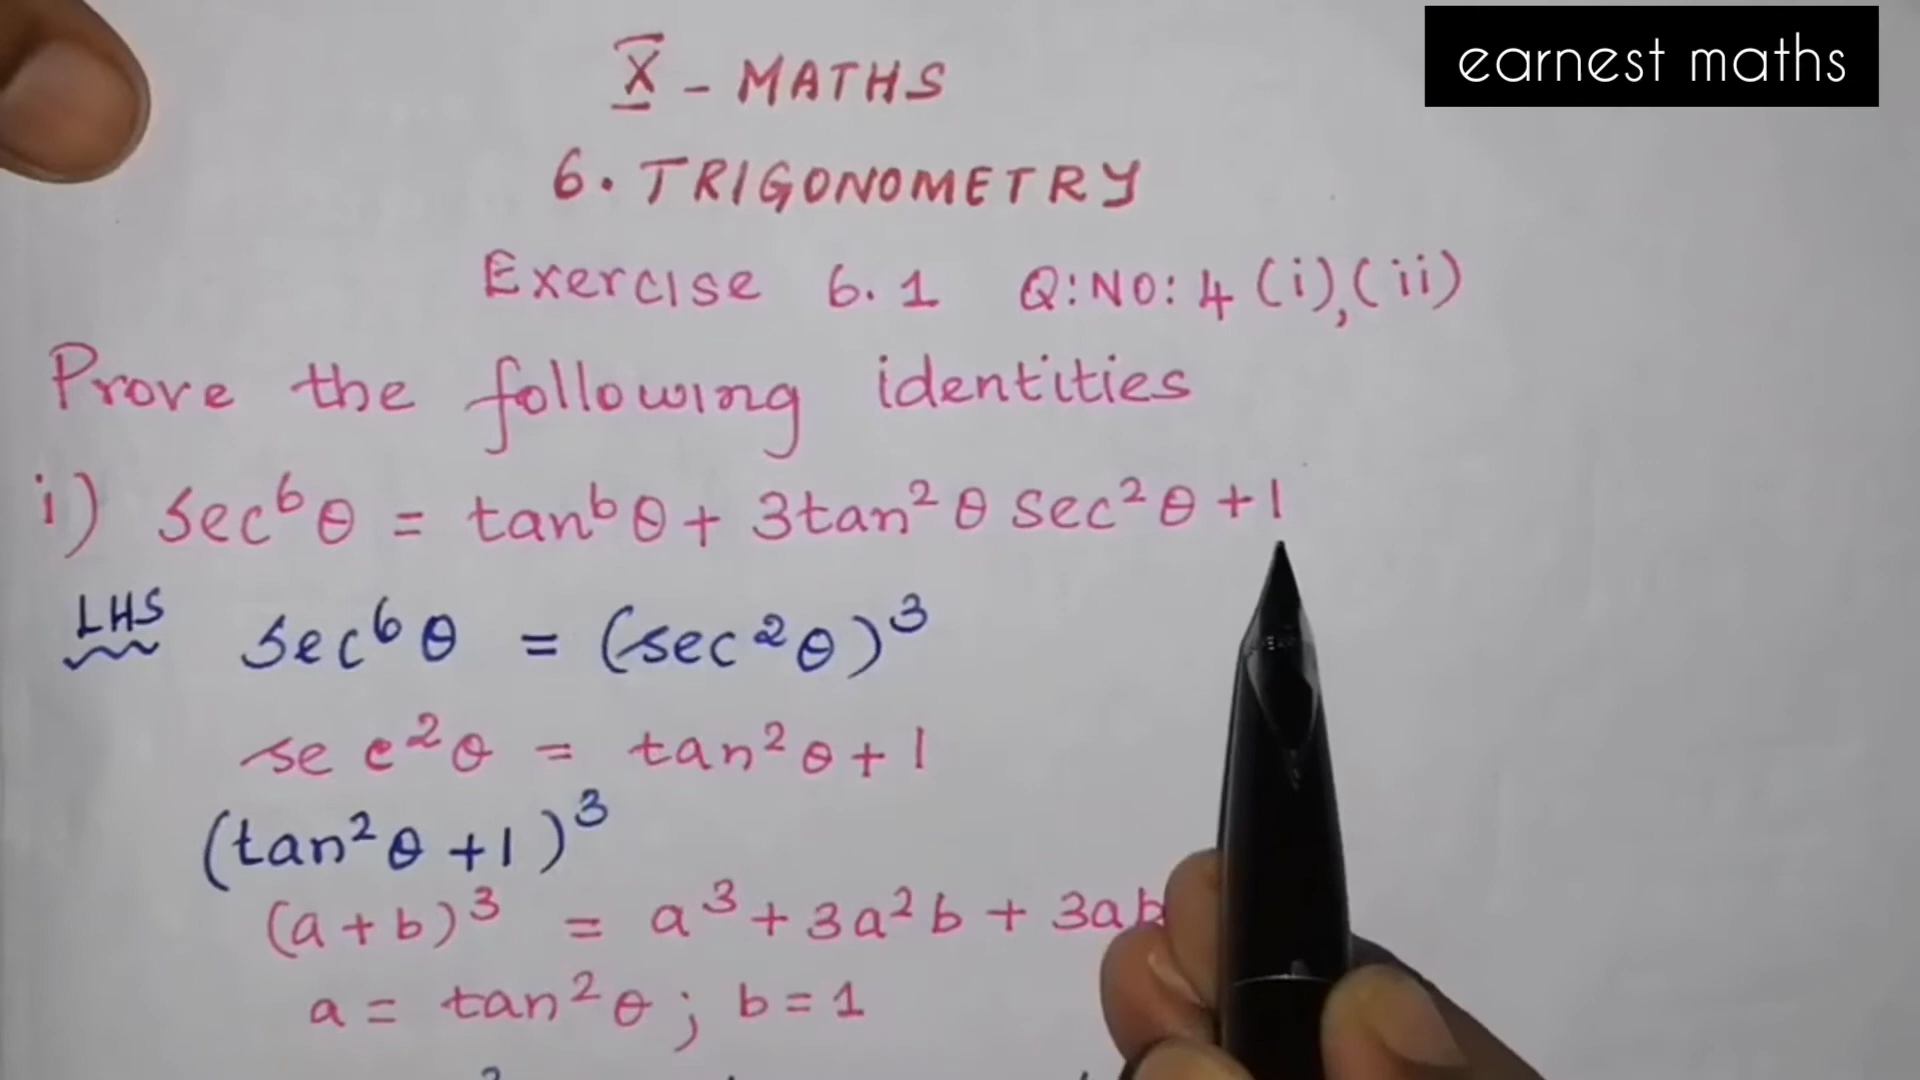 earnest maths
X - MATHS
6. TRIGONOMETRY
Exercise 6.1 Q:NO: 4 (i),(ii)
Prove the following identities
i) sec⁶θ = tan⁶θ + 3tan²θ sec²θ + 1
LHS sec⁶θ = (sec²θ)³
sec²θ = tan²θ + 1
(tan²θ + 1)³
(a + b)³ = a³ + 3a²b + 3ab
a = tan²θ ; b = 1